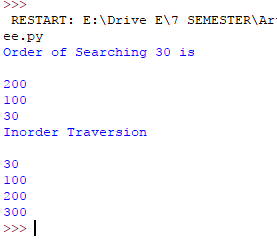 >>>
RESTART: E:\Drive E\7 SEMESTER\Ar
ee.py
Order of Searching 30 is
200
100
30
Inorder Traversion
30
100
200
300
>>>